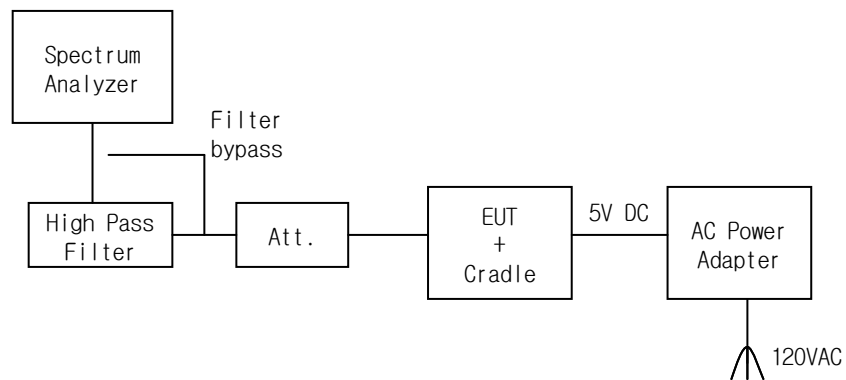 Spectrum
Analyzer
Filter
bypass
High Pass
Filter
Att.
EUT
+
Cradle
5V DC
AC Power
Adapter
120VAC